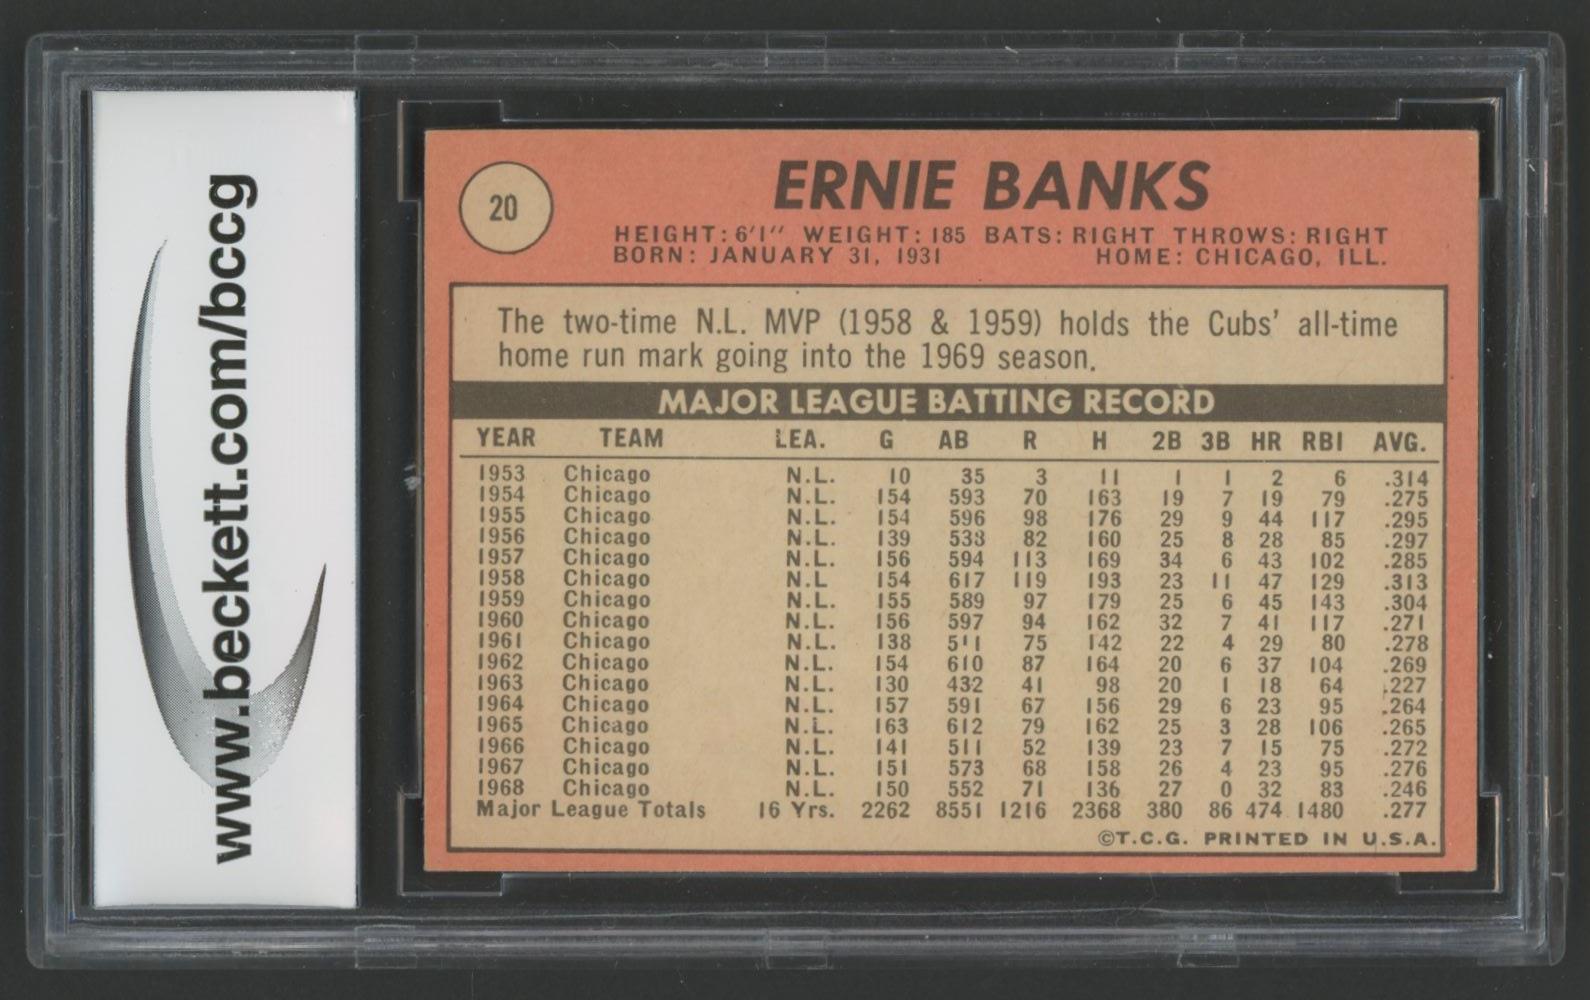 www.beckett.com/bccg
20
ERNIE BANKS
HEIGHT: 6'1" WEIGHT: 185 BATS: RIGHT THROWS: RIGHT
BORN: JANUARY 31, 1931 HOME: CHICAGO, ILL.
The two-time N.L. MVP (1958 & 1959) holds the Cubs' all-time
home run mark going into the 1969 season.
MAJOR LEAGUE BATTING RECORD
YEAR TEAM LEA. G AB R H 2B 3B HR RBI AVG.
1953 Chicago N.L. 10 35 3 11 1 1 2 6 .314
1954 Chicago N.L. 154 593 70 163 19 7 19 79 .275
1955 Chicago N.L. 154 596 98 176 29 9 44 117 .295
1956 Chicago N.L. 139 538 82 160 25 8 28 85 .297
1957 Chicago N.L. 156 594 113 169 34 6 43 102 .285
1958 Chicago N.L 154 617 119 193 23 11 47 129 .313
1959 Chicago N.L. 155 589 97 179 25 6 45 143 .304
1960 Chicago N.L. 156 597 94 162 32 7 41 117 .271
1961 Chicago N.L. 138 511 75 142 22 4 29 80 .278
1962 Chicago N.L. 154 610 87 164 20 6 37 104 .269
1963 Chicago N.L. 130 432 41 98 20 1 18 64 .227
1964 Chicago N.L. 157 591 67 156 29 6 23 95 .264
1965 Chicago N.L. 163 612 79 162 25 3 28 106 .265
1966 Chicago N.L. 141 511 52 139 23 7 15 75 .272
1967 Chicago N.L. 151 573 68 158 26 4 23 95 .276
1968 Chicago N.L. 150 552 71 136 27 0 32 83 .246
Major League Totals 16 Yrs. 2262 8551 1216 2368 380 86 474 1480 .277
©T.C.G. PRINTED IN U.S.A.